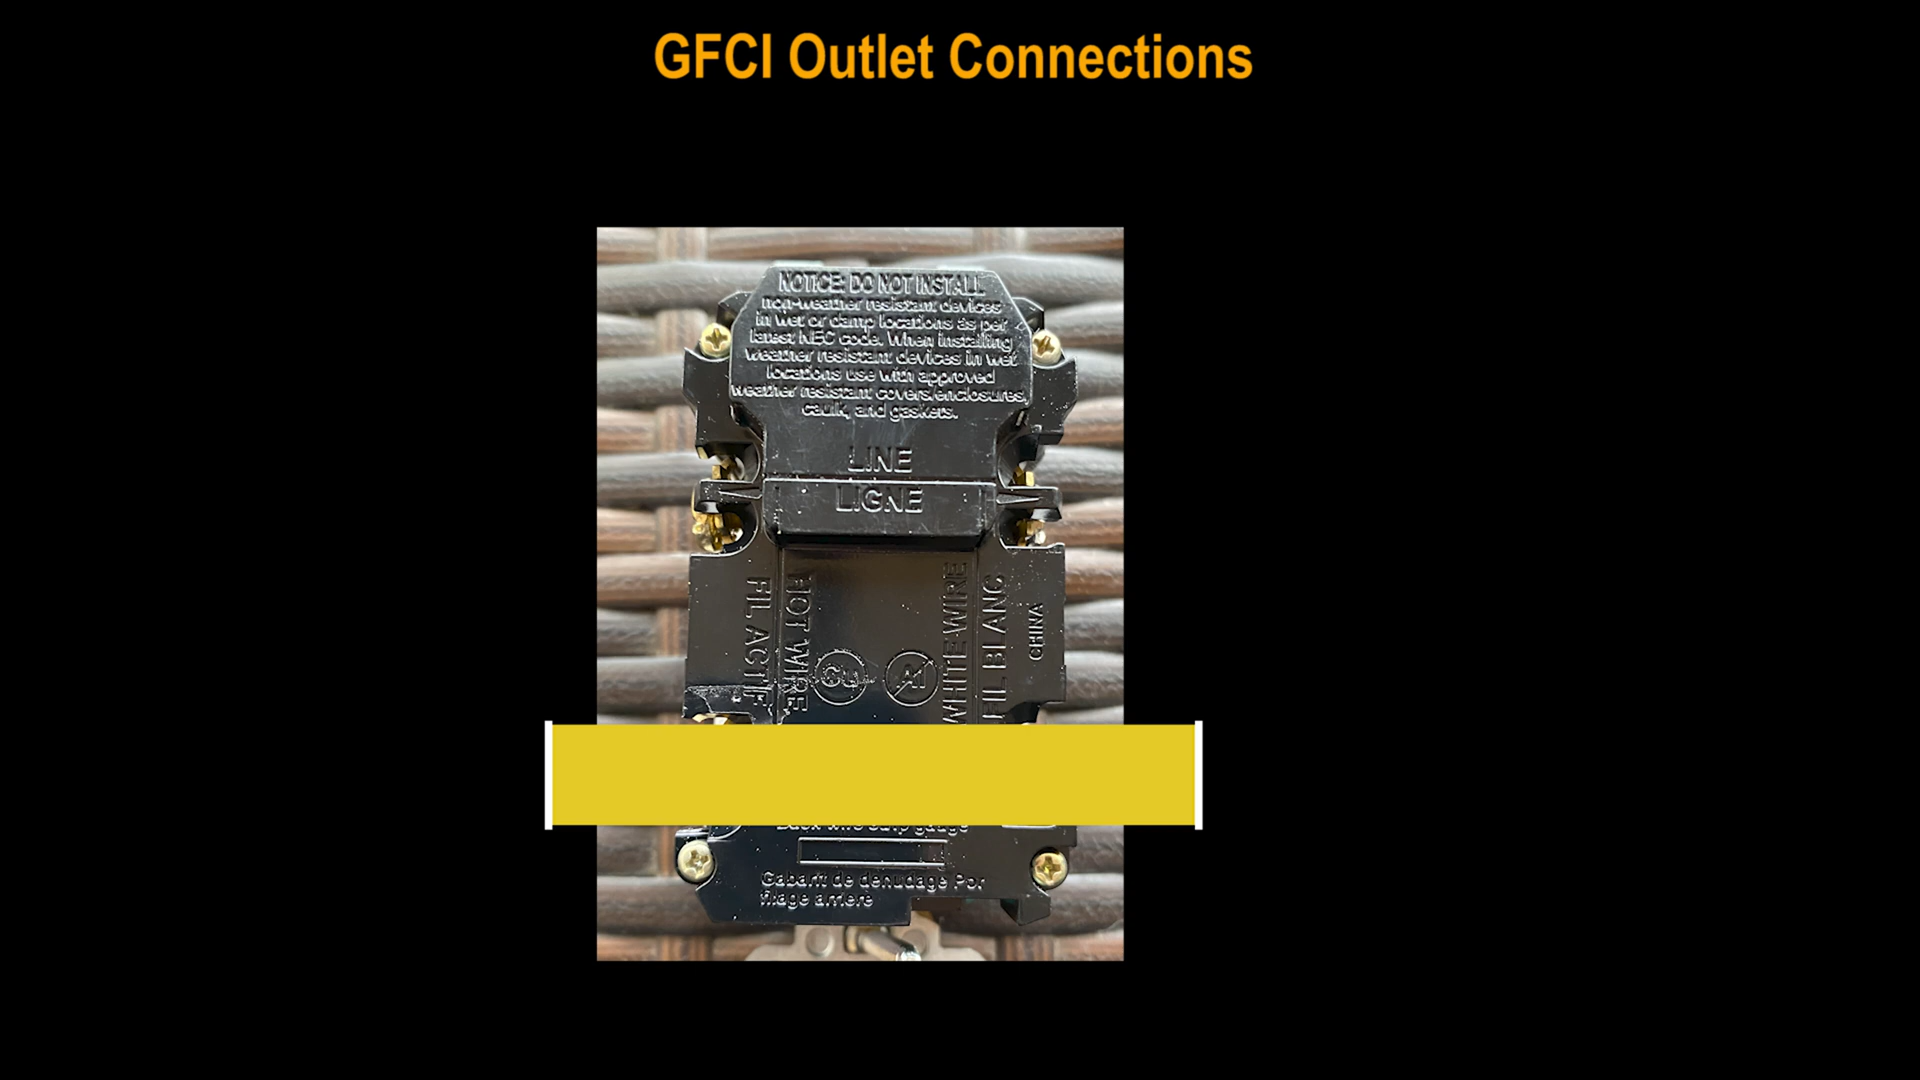 GFCI Outlet Connections
NOTICE: DO NOT INSTALL
non-weather resistant devices
in wet or damp locations as per
latest NEC code. When installing
weather resistant devices in wet
locations use with approved
weather resistant covers/enclosures,
caulk, and gaskets.
LINE
LIGNE
FIL ACTIF
HOT WIRE
WHITE WIRE
FIL BLANC
CHINA
Gabarit de denudage Por
filage arriere